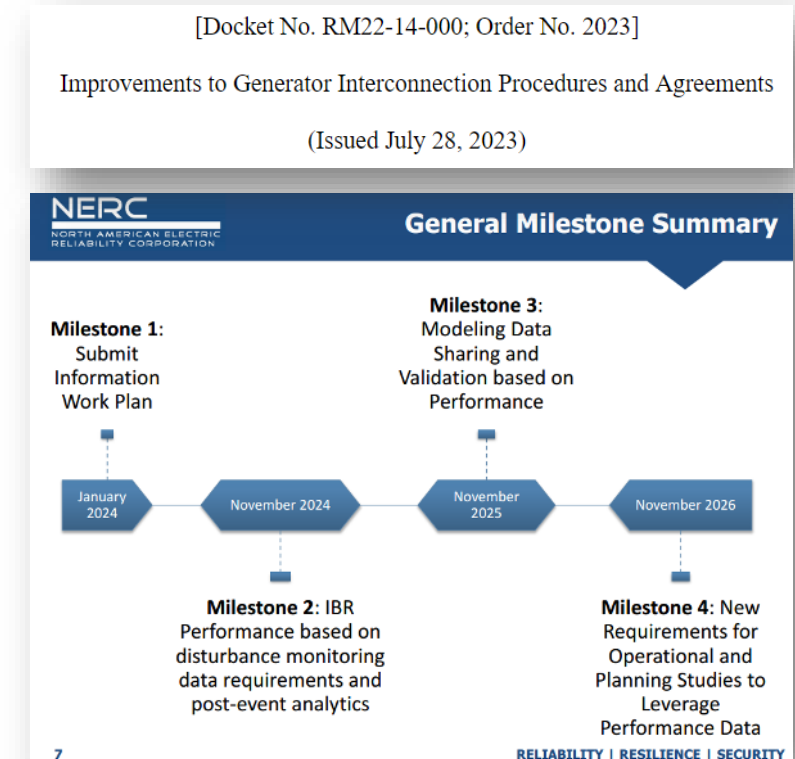 [Docket No. RM22-14-000; Order No. 2023]
Improvements to Generator Interconnection Procedures and Agreements
(Issued July 28, 2023)
NERC
NORTH AMERICAN ELECTRIC
RELIABILITY CORPORATION
General Milestone Summary
Milestone 1:
Submit
Information
Work Plan
Milestone 3:
Modeling Data
Sharing and
Validation based on
Performance
January
2024
November 2024
November
2025
November 2026
Milestone 2: IBR
Performance based on
disturbance monitoring
data requirements and
post-event analytics
Milestone 4: New
Requirements for
Operational and
Planning Studies to
Leverage
Performance Data
7
RELIABILITY | RESILIENCE | SECURITY